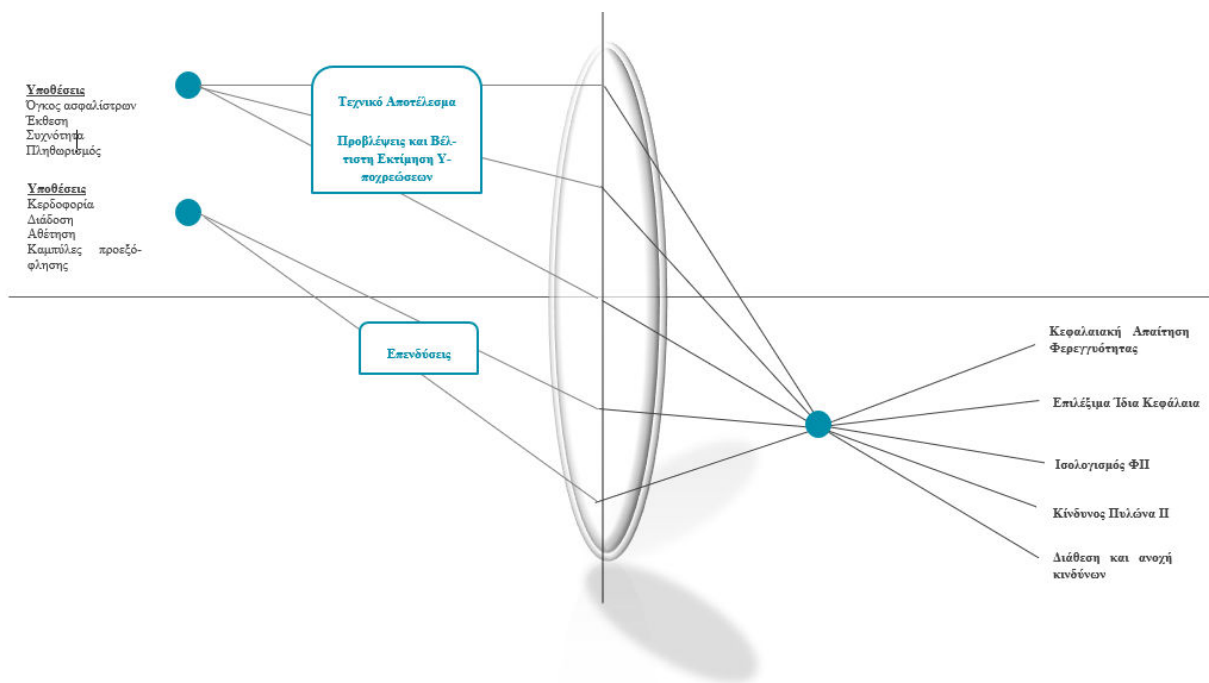 Υποθέσεις
Όγκος ασφαλίστρων
Έκθεση
Συχνότητα
Πληθωρισμός
Υποθέσεις
Κερδοφορία
Διάδοση
Αθέτηση
Καμπύλες προεξό-
φλησης
Τεχνικό Αποτέλεσμα
Προβλέψεις και Βέλ-
τιστη Εκτίμηση Υ-
ποχρεώσεων
Επενδύσεις
Κεφαλαιακή Απαίτηση
Φερεγγυότητας
Επιλέξιμα Ίδια Κεφάλαια
Ισολογισμός ΦΙΙ
Κίνδυνος Πυλώνα ΙΙ
Διάθεση και ανοχή
κινδύνων